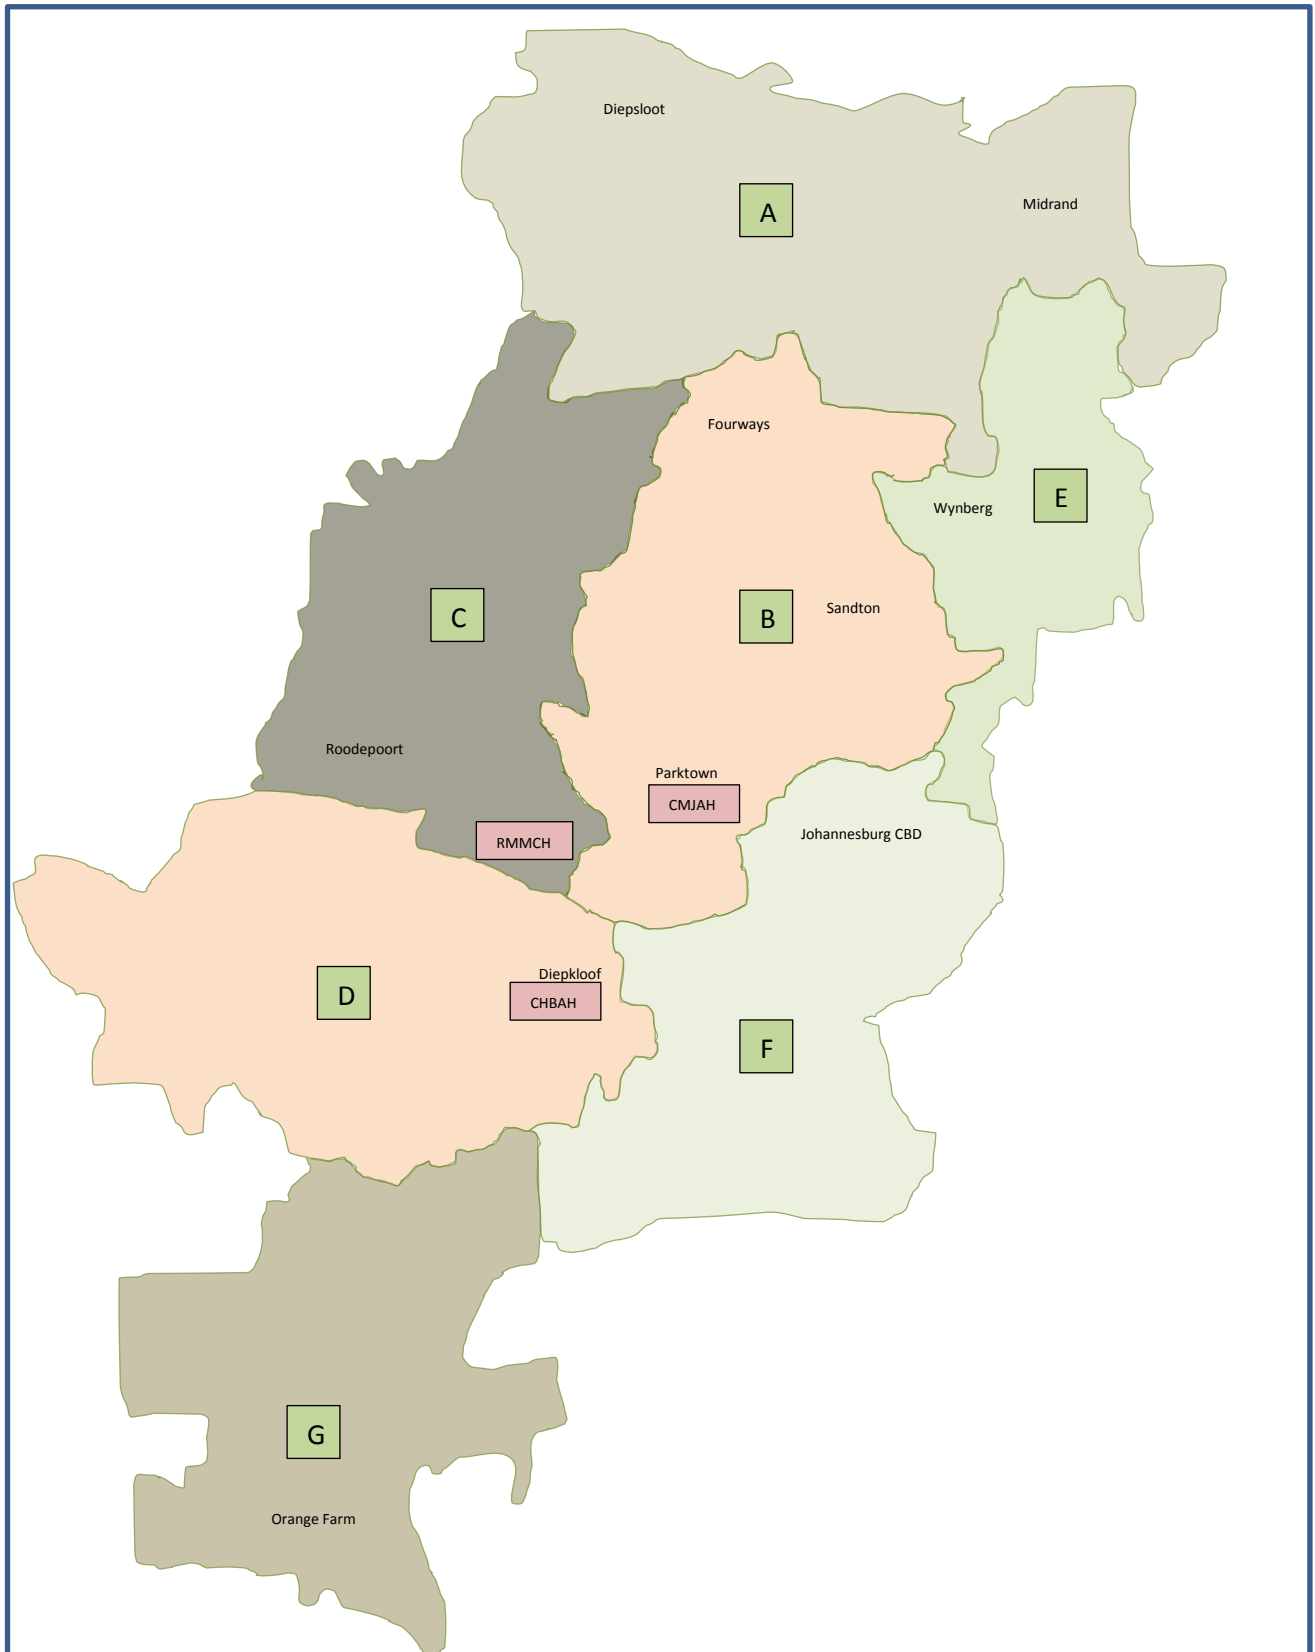 Diepsloot
A
Midrand
Fourways
E
Wynberg
C
B
Sandton
Roodepoort
Parktown
CMJAH
Johannesburg CBD
RMMCH
Diepkloof
D
CHBAH
F
G
Orange Farm